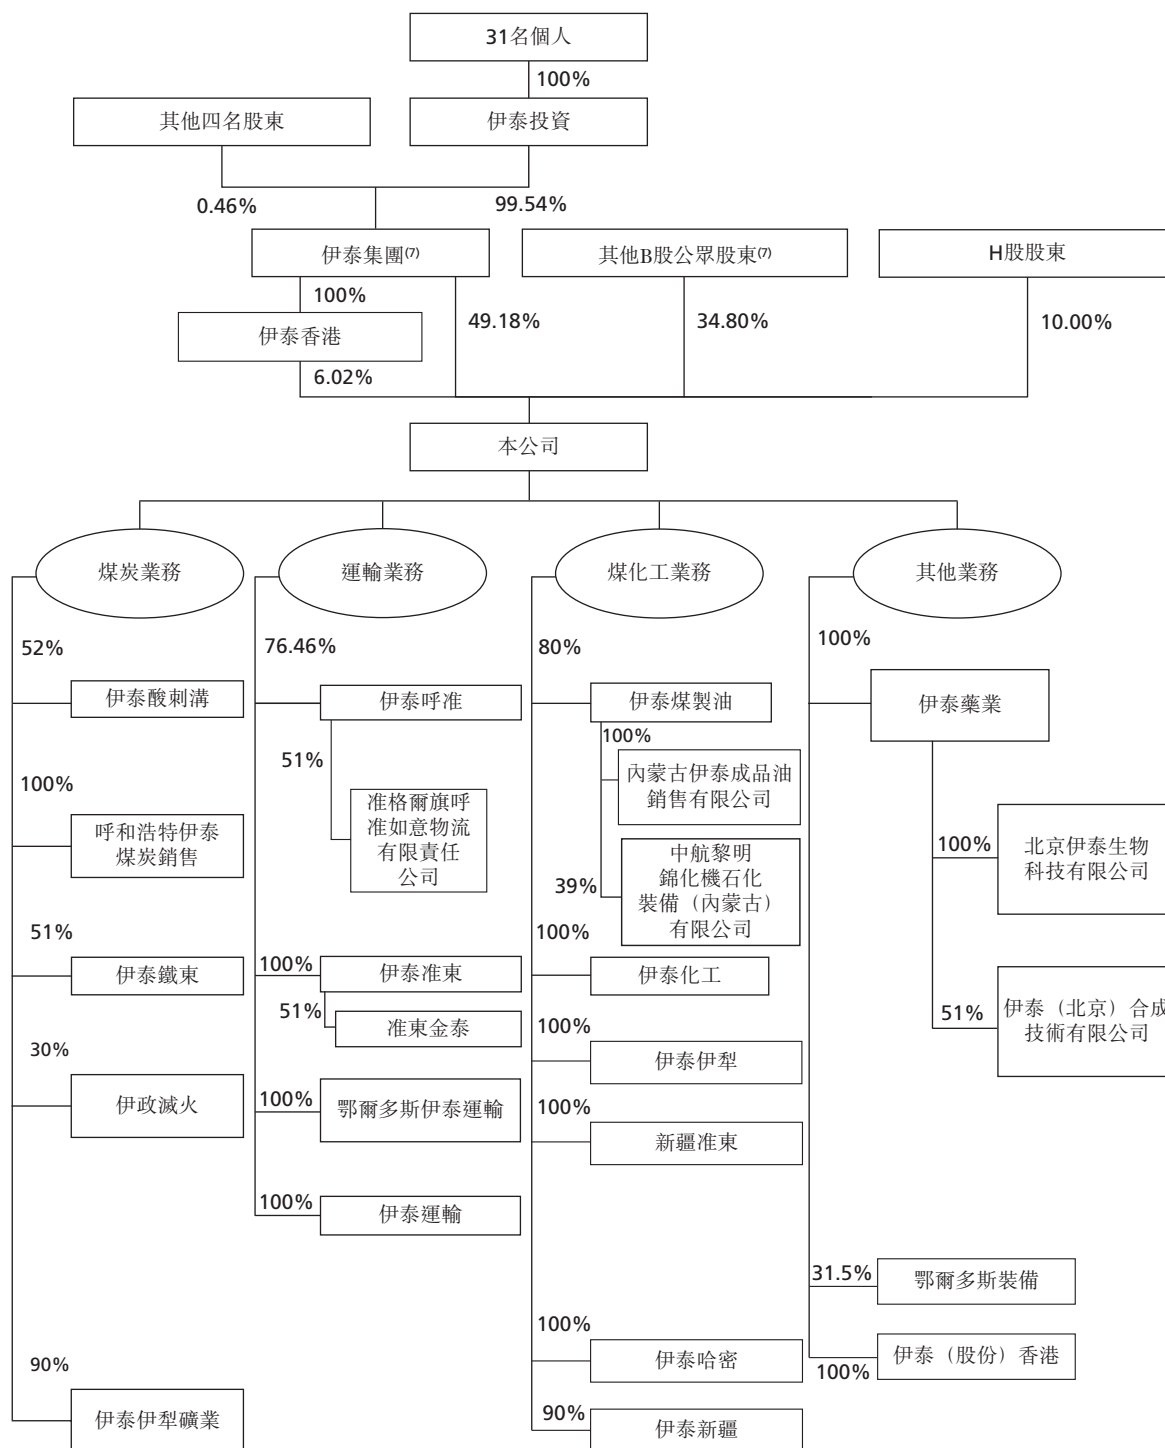 31名個人
100%
其他四名股東
伊泰投資
0.46%
99.54%
伊泰集團(7)
其他B股公眾股東(7)
H股股東
100%
49.18%
34.80%
10.00%
伊泰香港
6.02%
本公司
煤炭業務
運輸業務
煤化工業務
其他業務
52%
伊泰酸刺溝
100%
呼和浩特伊泰
煤炭銷售
51%
伊泰鐵東
30%
伊政滅火
90%
伊泰伊犁礦業
76.46%
伊泰呼准
51%
准格爾旗呼
准如意物流
有限責任
公司
100%
伊泰准東
51%
准東金泰
100%
鄂爾多斯伊泰運輸
100%
伊泰運輸
80%
伊泰煤製油
100%
內蒙古伊泰成品油
銷售有限公司
39%
中航黎明
錦化機石化
裝備（內蒙古）
有限公司
100%
伊泰化工
100%
伊泰伊犁
100%
新疆准東
100%
伊泰哈密
90%
伊泰新疆
100%
伊泰藥業
100%
北京伊泰生物
科技有限公司
51%
伊泰（北京）合成
技術有限公司
31.5%
鄂爾多斯裝備
100%
伊泰（股份）香港